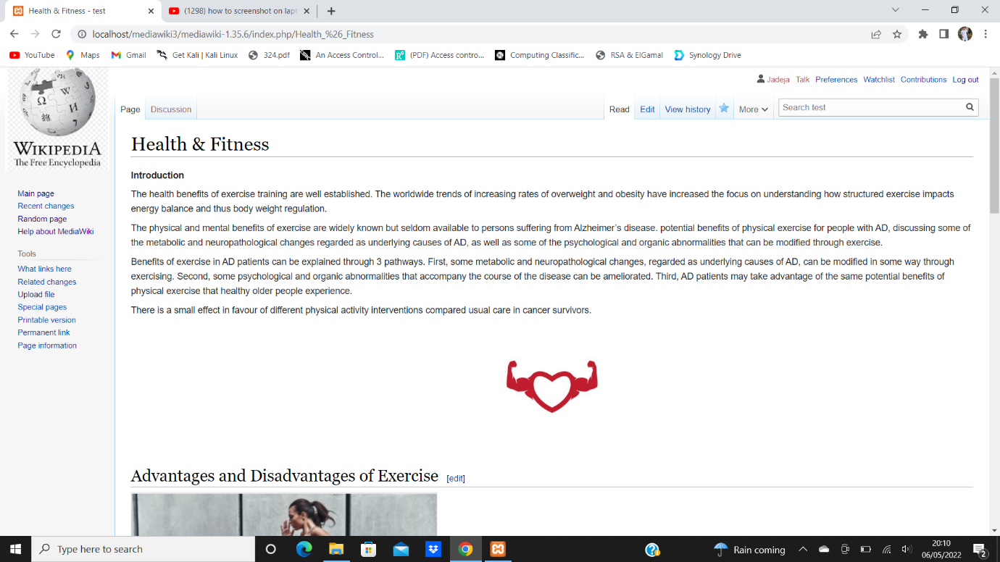 Health & Fitness - test
(1298) how to screenshot on lapt
localhost/mediawiki3/mediawiki-1.35.6/index.php/Health_%26_Fitness
YouTube Maps Gmail Get Kali | Kali Linux 324.pdf An Access Control... (PDF) Access contro... Computing Classific... RSA & ElGamal Synology Drive
Jadeja Talk Preferences Watchlist Contributions Log out
Page Discussion Read Edit View history More Search test
WIKIPEDIA
The Free Encyclopedia
Main page
Recent changes
Random page
Help about MediaWiki
Tools
What links here
Related changes
Upload file
Special pages
Printable version
Permanent link
Page information
Health & Fitness
Introduction
The health benefits of exercise training are well established. The worldwide trends of increasing rates of overweight and obesity have increased the focus on understanding how structured exercise impacts
energy balance and thus body weight regulation.
The physical and mental benefits of exercise are widely known but seldom available to persons suffering from Alzheimer's disease. potential benefits of physical exercise for people with AD, discussing some of
the metabolic and neuropathological changes regarded as underlying causes of AD, as well as some of the psychological and organic abnormalities that can be modified through exercise.
Benefits of exercise in AD patients can be explained through 3 pathways. First, some metabolic and neuropathological changes, regarded as underlying causes of AD, can be modified in some way through
exercising. Second, some psychological and organic abnormalities that accompany the course of the disease can be ameliorated. Third, AD patients may take advantage of the same potential benefits of
physical exercise that healthy older people experience.
There is a small effect in favour of different physical activity interventions compared usual care in cancer survivors.
Advantages and Disadvantages of Exercise [edit]
Type here to search
Rain coming
20:10
06/05/2022
2